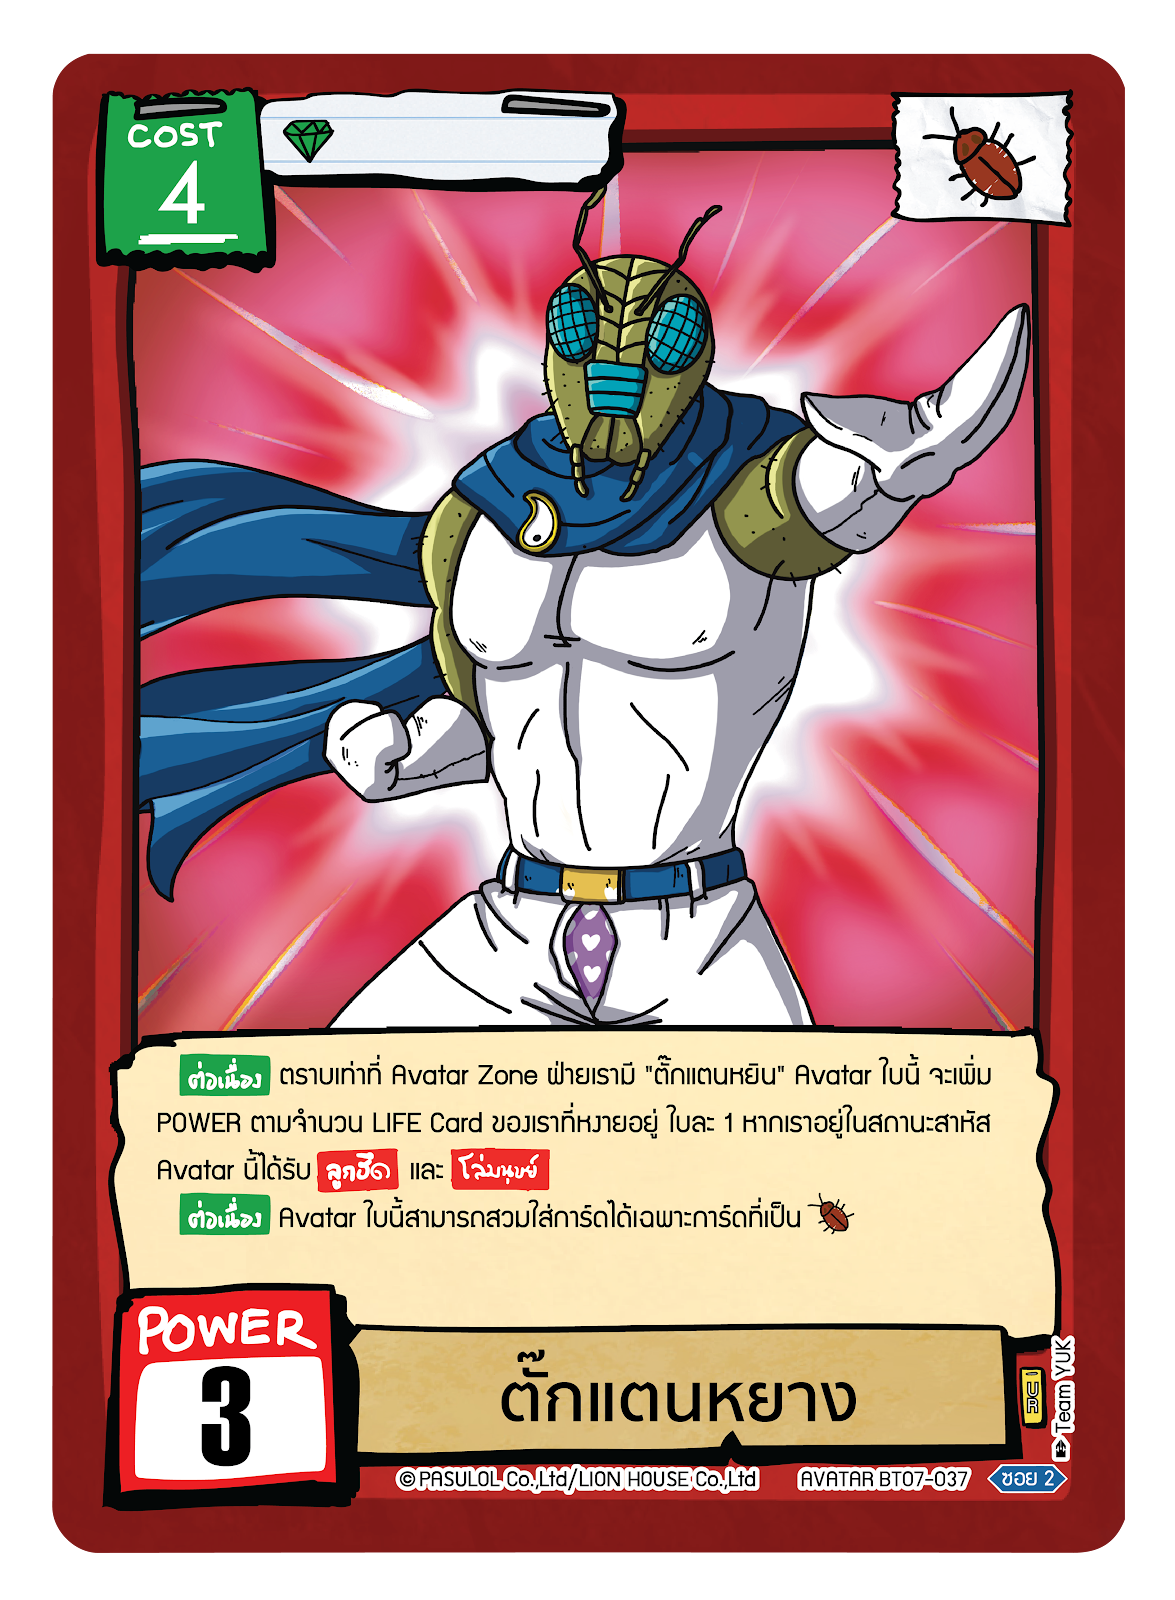 COST
4
ต่อเนื่อง ตราบเท่าที่ Avatar Zone ฝ่ายเรามี "ตั๊กแตนหยิน" Avatar ใบนี้ จะเพิ่ม
POWER ตามจำนวน LIFE Card ของเราที่หงายอยู่ ใบละ 1 หากเราอยู่ในสถานะสาหัส
Avatar นี้ได้รับ ลูกฮึด และ โล่มนุษย์
ต่อเนื่อง Avatar ใบนี้สามารถสวมใส่การ์ดได้เฉพาะการ์ดที่เป็น
POWER
3
ตั๊กแตนหยาง
UR
Team YUK
© PASULOL Co.,Ltd/LION HOUSE Co.,Ltd AVATAR BT07-037 ซอย 2